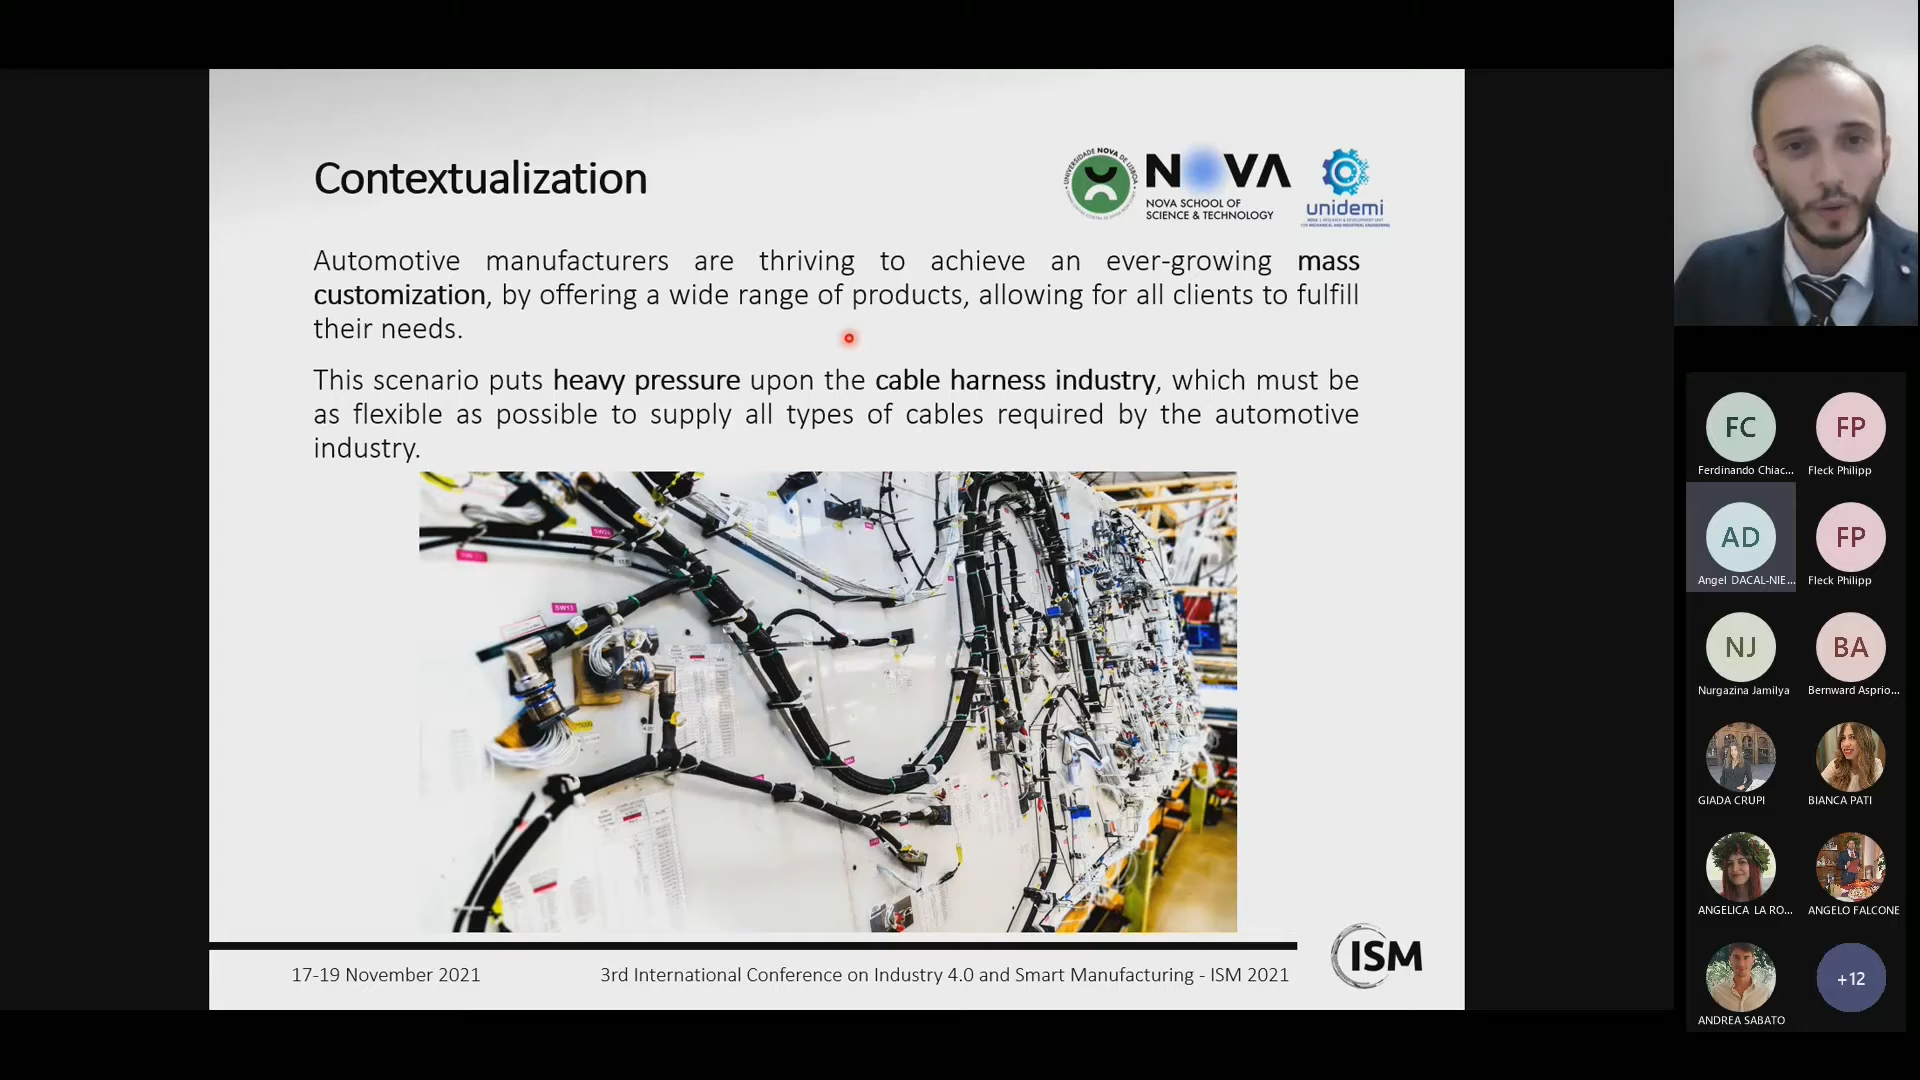 Contextualization
UNIVERSIDADE NOVA DE LISBOA
NOVA
NOVA SCHOOL OF
SCIENCE & TECHNOLOGY
unidemi
Automotive manufacturers are thriving to achieve an ever-growing mass
customization, by offering a wide range of products, allowing for all clients to fulfill
their needs.
This scenario puts heavy pressure upon the cable harness industry, which must be
as flexible as possible to supply all types of cables required by the automotive
industry.
SW13
17-19 November 2021
3rd International Conference on Industry 4.0 and Smart Manufacturing - ISM 2021
ISM
FC
FP
Ferdinando Chiac...
Fleck Philipp
AD
FP
Angel DACAL-NIE...
Fleck Philipp
NJ
BA
Nurgazina Jamilya
Bernward Asprio...
GIADA CRUPI
BIANCA PATI
ANGELICA LA RO...
ANGELO FALCONE
+12
ANDREA SABATO